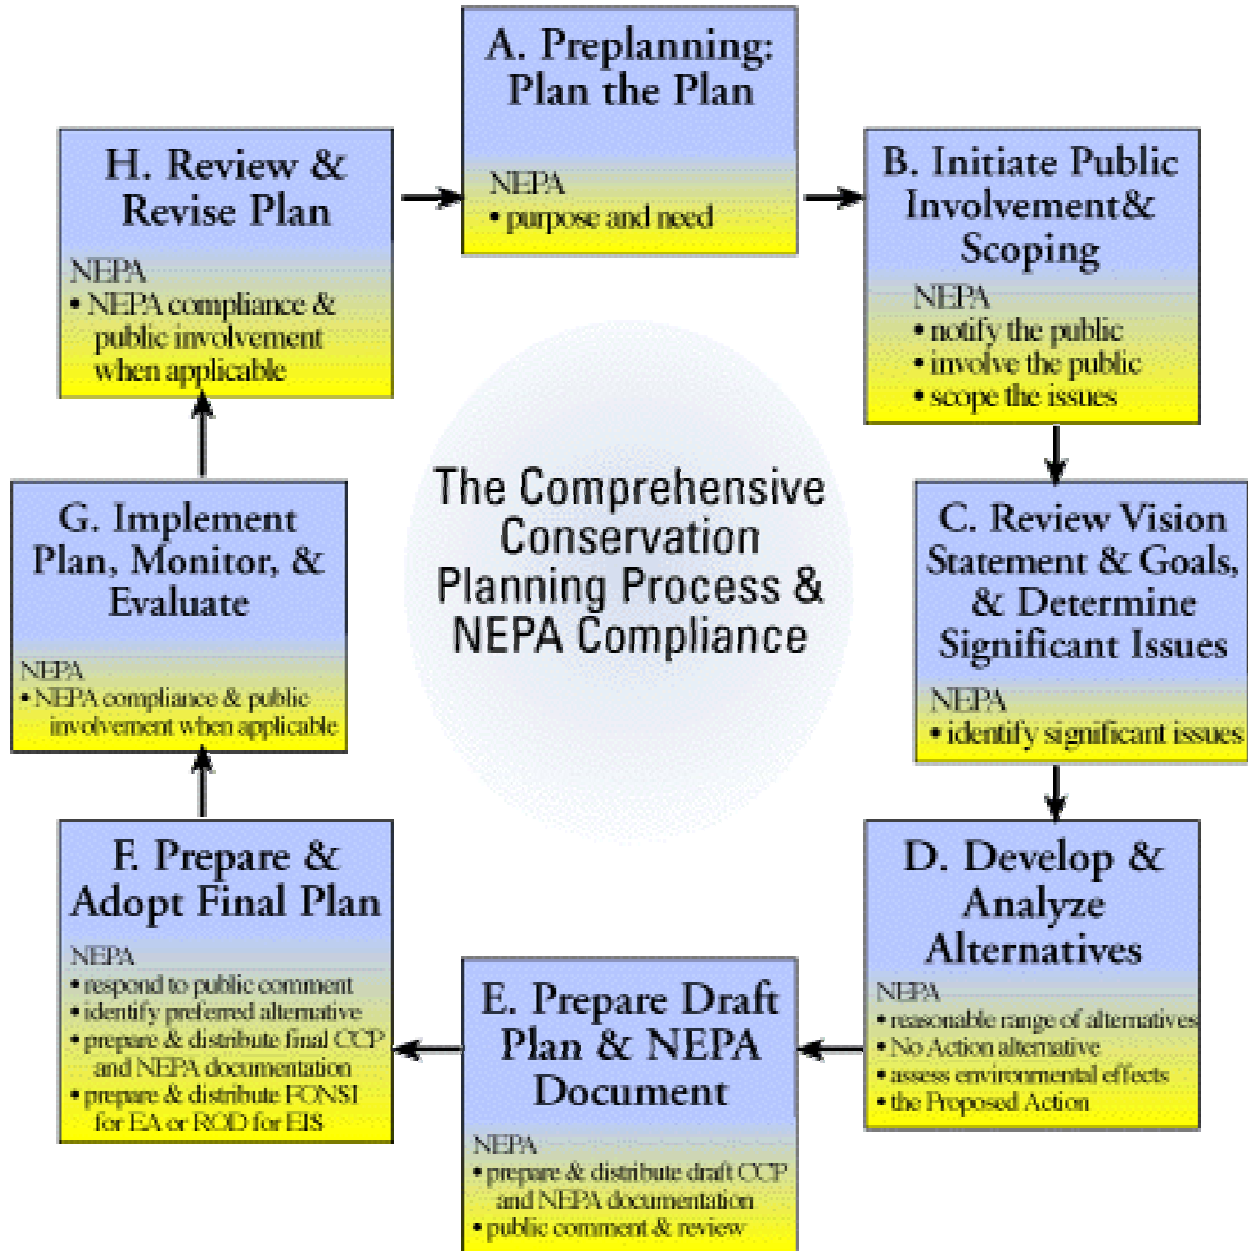 A. Preplanning:
Plan the Plan
NEPA
• purpose and need
B. Initiate Public
Involvement&
Scoping
NEPA
• notify the public
• involve the public
• scope the issues
C. Review Vision
Statement & Goals,
& Determine
Significant Issues
NEPA
• identify significant issues
D. Develop &
Analyze
Alternatives
NEPA
• reasonable range of alternatives
• No Action alternative
• assess environmental effects
• the Proposed Action
E. Prepare Draft
Plan & NEPA
Document
NEPA
• prepare & distribute draft CCP
and NEPA documentation
• public comment & review
F. Prepare &
Adopt Final Plan
NEPA
• respond to public comment
• identify preferred alternative
• prepare & distribute final CCP
and NEPA documentation
• prepare & distribute FONSI
for EA or ROD for EIS
G. Implement
Plan, Monitor, &
Evaluate
NEPA
• NEPA compliance & public
involvement when applicable
H. Review &
Revise Plan
NEPA
• NEPA compliance &
public involvement
when applicable
The Comprehensive
Conservation
Planning Process &
NEPA Compliance